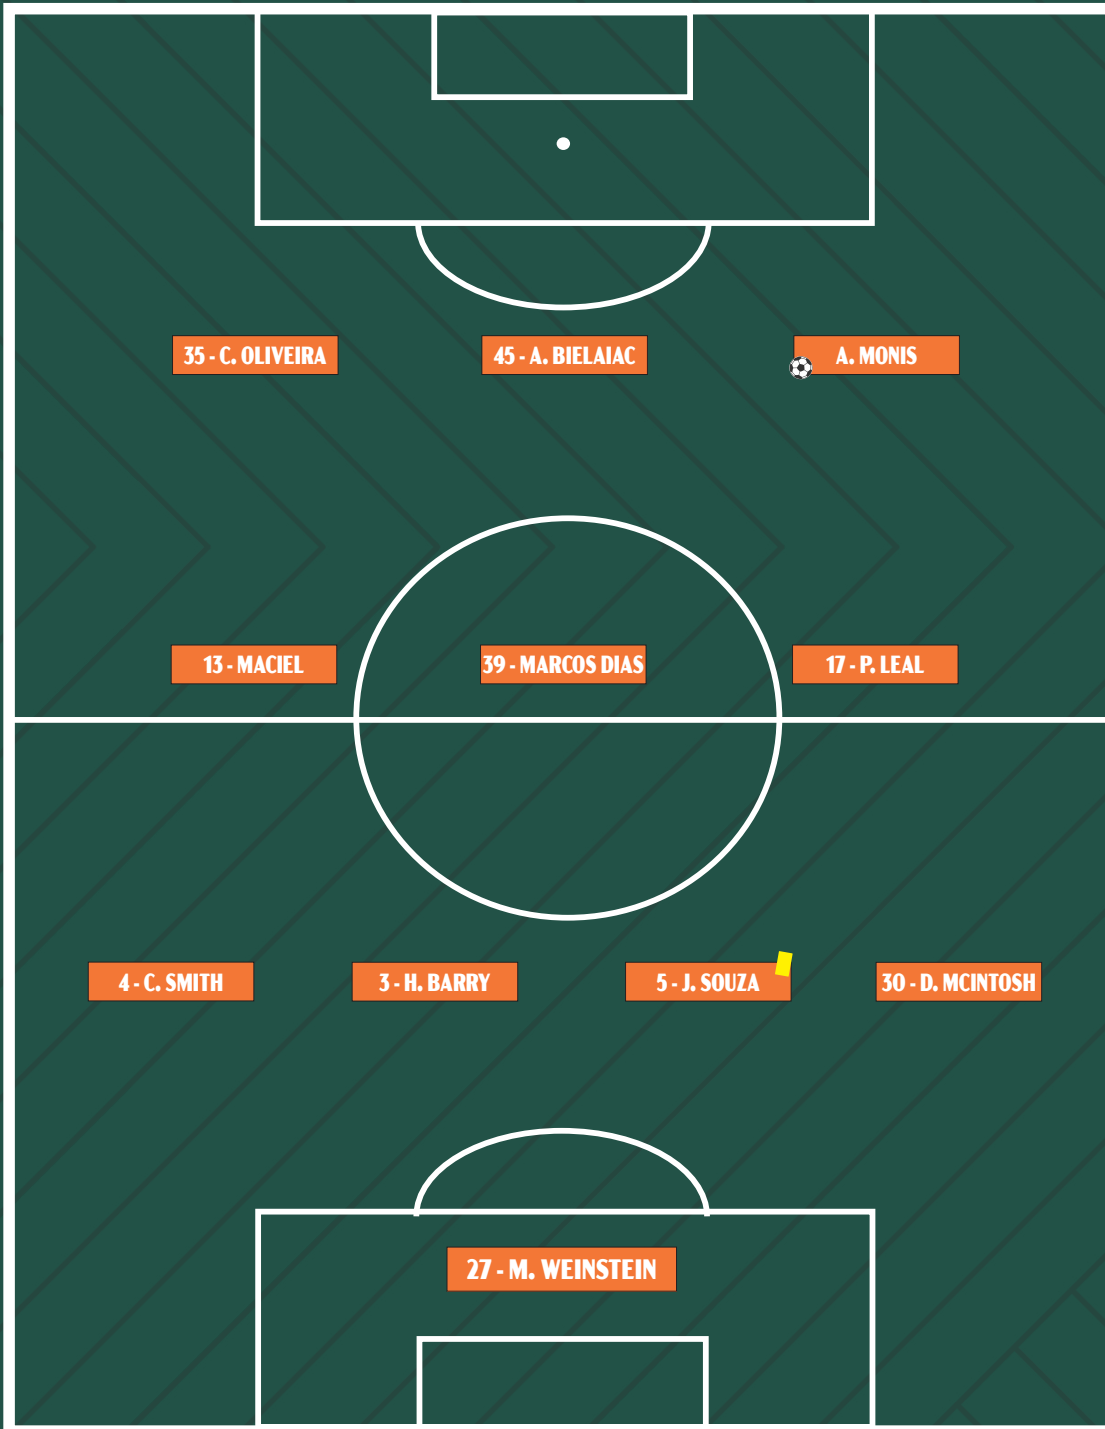 35 - C. OLIVEIRA
45 - A. BIELAIAC
A. MONIS
13 - MACIEL
39 - MARCOS DIAS
17 - P. LEAL
4 - C. SMITH
3 - H. BARRY
5 - J. SOUZA
30 - D. MCINTOSH
27 - M. WEINSTEIN